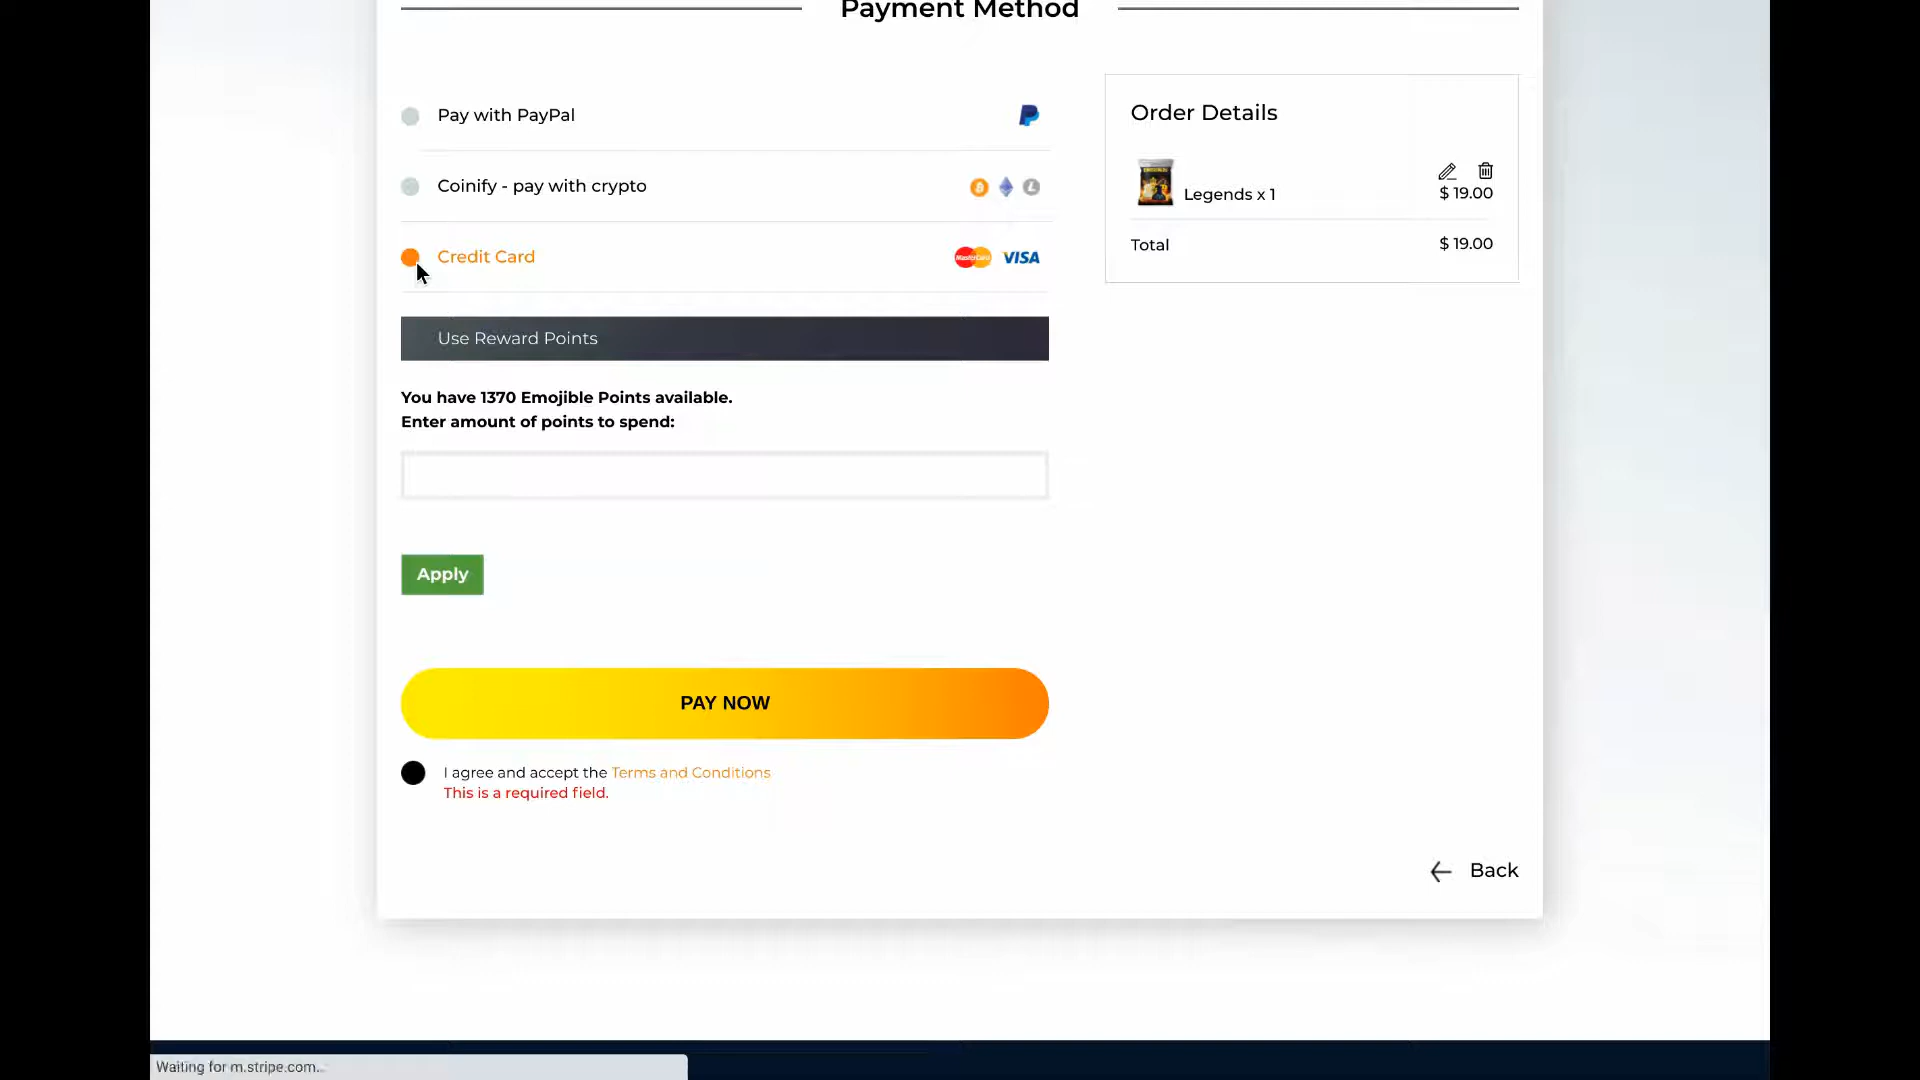 Payment Method
Pay with PayPal
Coinify - pay with crypto
Credit Card
MasterCard VISA
Use Reward Points
You have 1370 Emojible Points available.
Enter amount of points to spend:
Apply
PAY NOW
I agree and accept the Terms and Conditions
This is a required field.
Order Details
Legends x 1
$ 19.00
Total
$ 19.00
Back
Waiting for m.stripe.com...